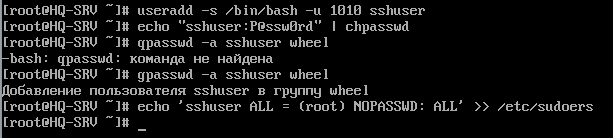 [root@HQ-SRV ~]# useradd -s /bin/bash -u 1010 sshuser
[root@HQ-SRV ~]# echo "sshuser:P@ssw0rd" | chpasswd
[root@HQ-SRV ~]# qpasswd -a sshuser wheel
-bash: qpasswd: команда не найдена
[root@HQ-SRV ~]# gpasswd -a sshuser wheel
Добавление пользователя sshuser в группу wheel
[root@HQ-SRV ~]# echo 'sshuser ALL = (root) NOPASSWD: ALL' >> /etc/sudoers
[root@HQ-SRV ~]# _